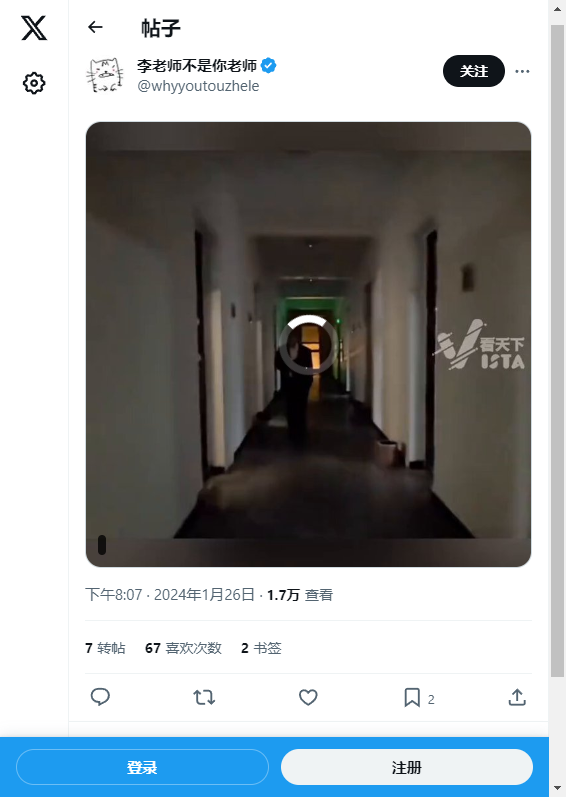 帖子
李老师不是你老师
@whyyoutouzhele
关注
看天下
VISTA
下午8:07 · 2024年1月26日 · 1.7万 查看
7 转帖 67 喜欢次数 2 书签
2
登录
注册